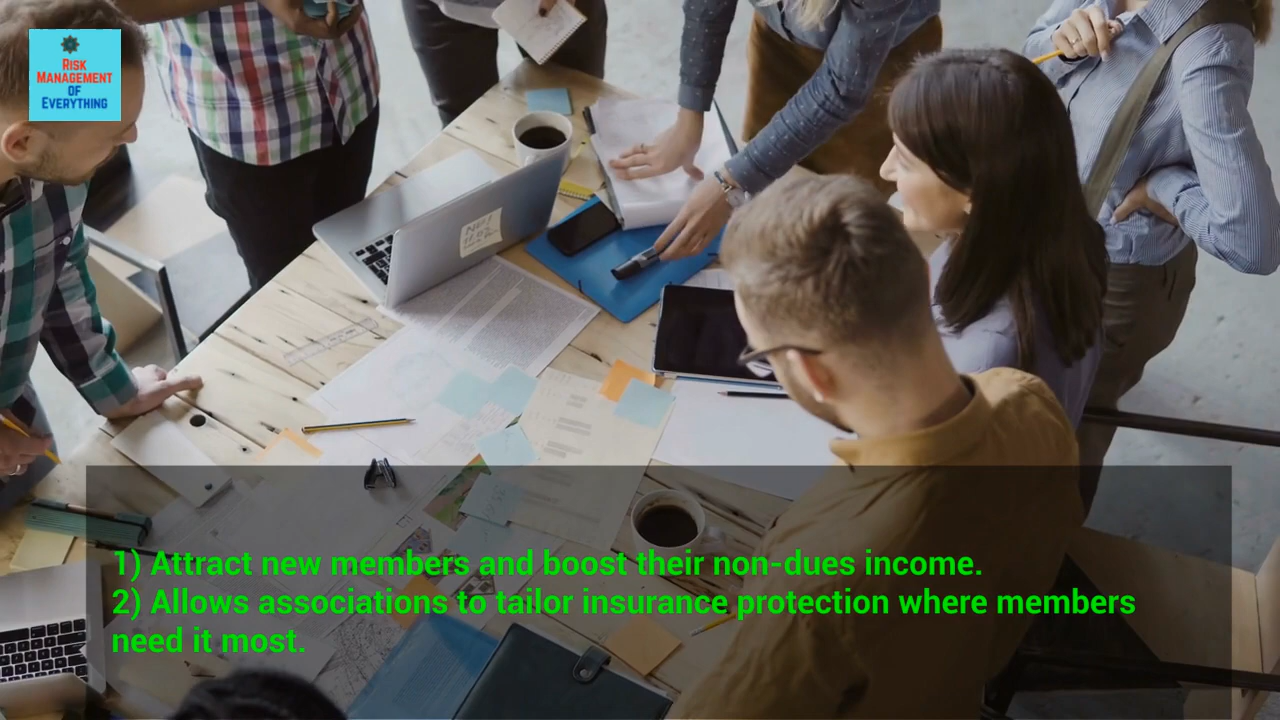 RISK
MANAGEMENT
OF
EVERYTHING
1) Attract new members and boost their non-dues income.
2) Allows associations to tailor insurance protection where members
need it most.